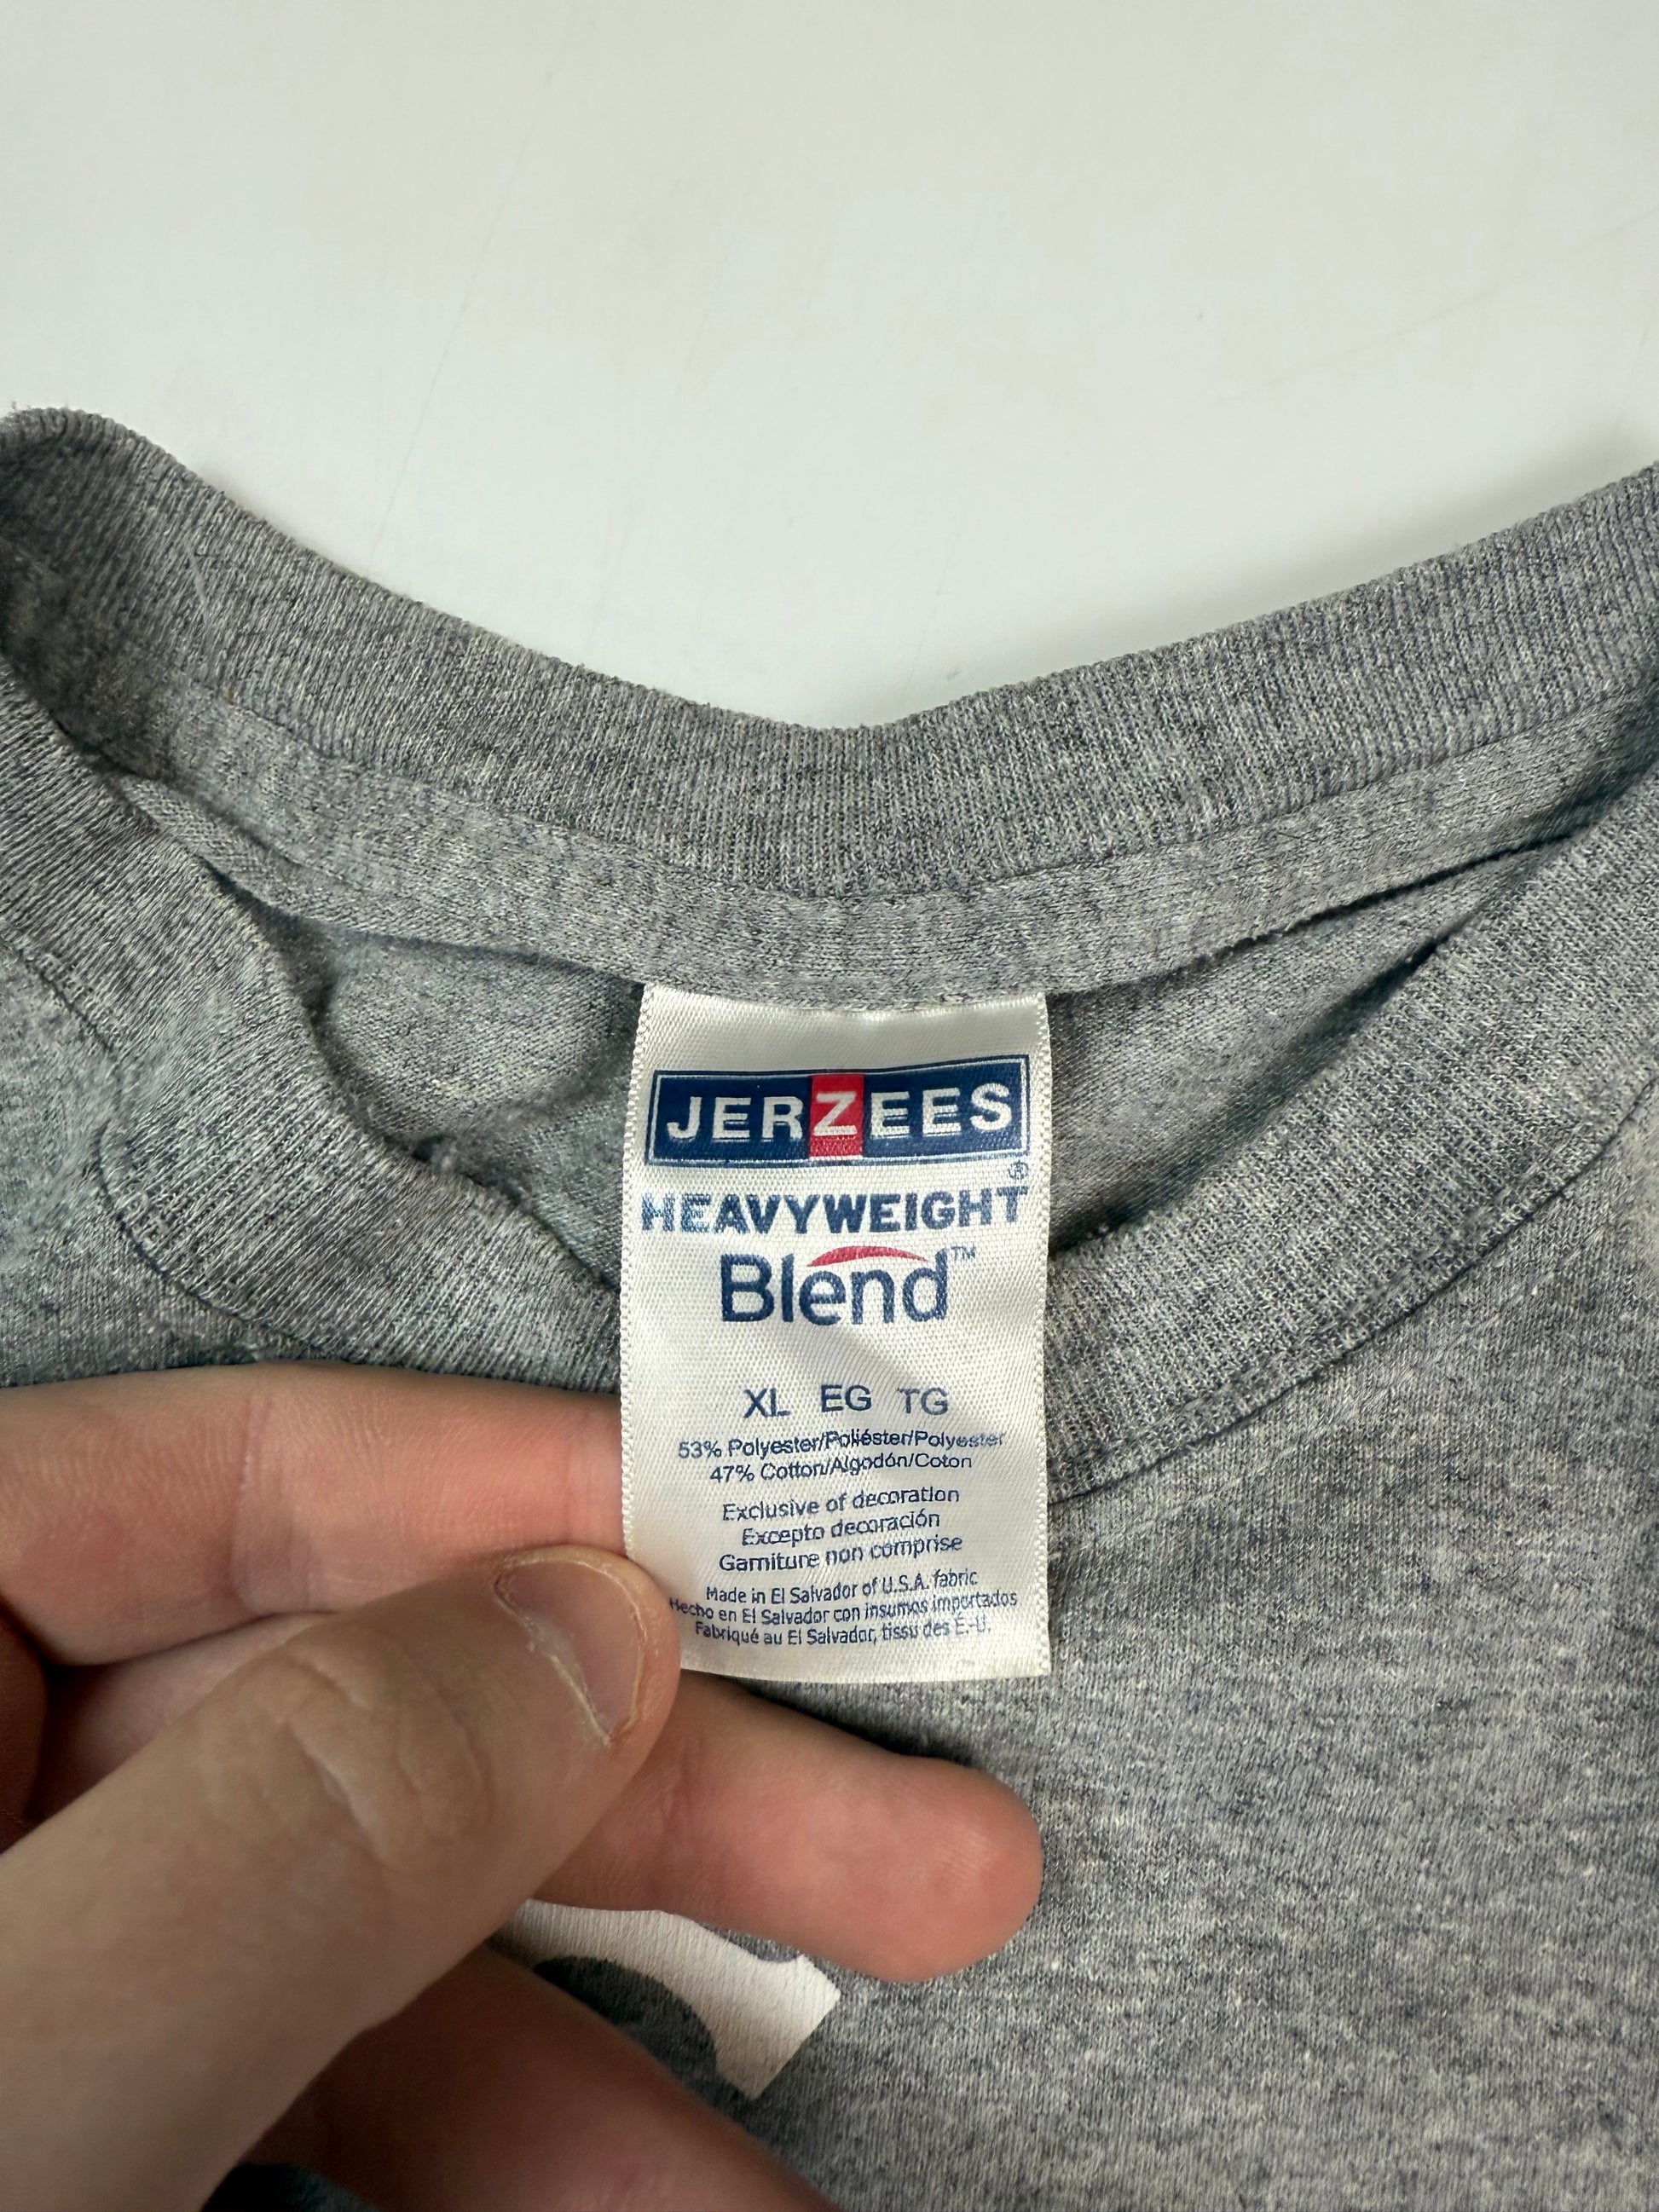 JERZEES
®
HEAVYWEIGHT
Blend™
XL EG TG
53% Polyester/Poliéster/Polyester
47% Cotton/Algodón/Coton
Exclusive of decoration
Excepto decoración
Garniture non comprise
Made in El Salvador of U.S.A. fabric
Hecho en El Salvador con insumos importados
Fabriqué au El Salvador, tissu des É.-U.